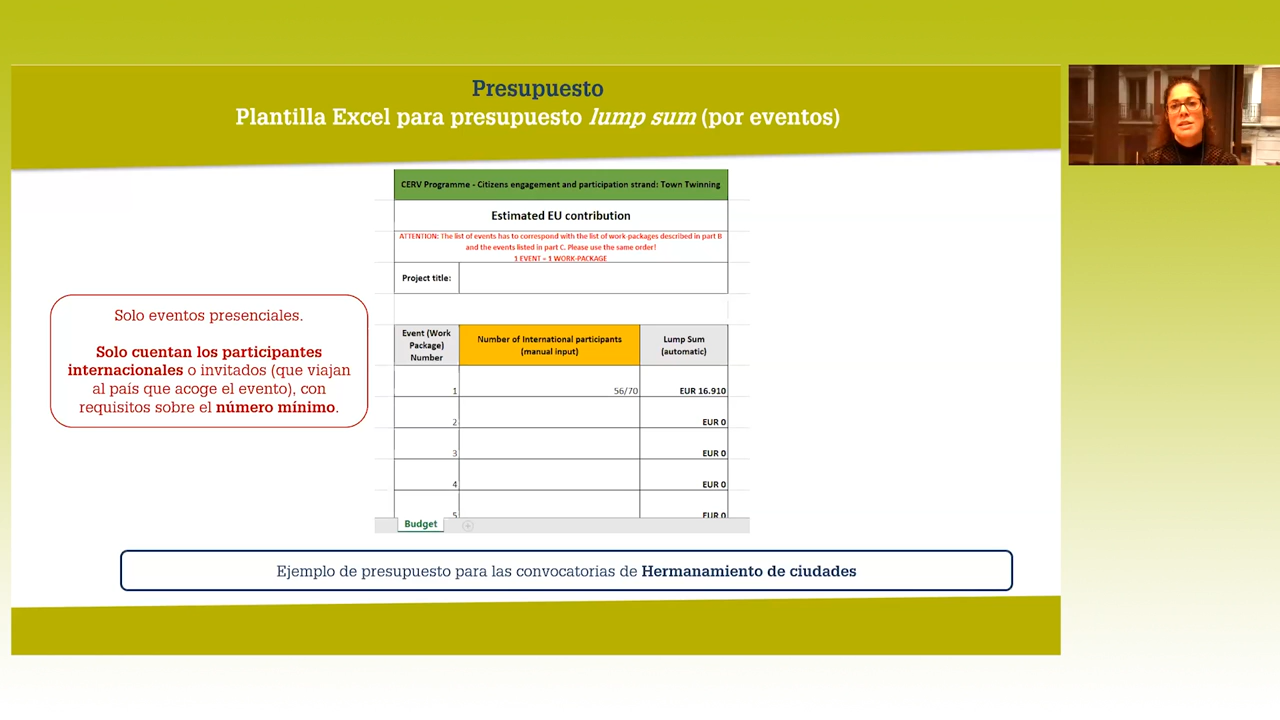 Presupuesto
Plantilla Excel para presupuesto lump sum (por eventos)
CERV Programme - Citizens engagement and participation strand: Town Twinning
Estimated EU contribution
ATTENTION: The list of events has to correspond with the list of work-packages described in part B
and the events listed in part C. Please use the same order!
1 EVENT = 1 WORK-PACKAGE
Project title:
Solo eventos presenciales.
Solo cuentan los participantes
internacionales o invitados (que viajan
al país que acoge el evento), con
requisitos sobre el número mínimo.
Event (Work
Package)
Number
Number of International participants
(manual input)
Lump Sum
(automatic)
1 56/70 EUR 16.910
2 EUR 0
3 EUR 0
4 EUR 0
5 EUR 0
Budget
Ejemplo de presupuesto para las convocatorias de Hermanamiento de ciudades